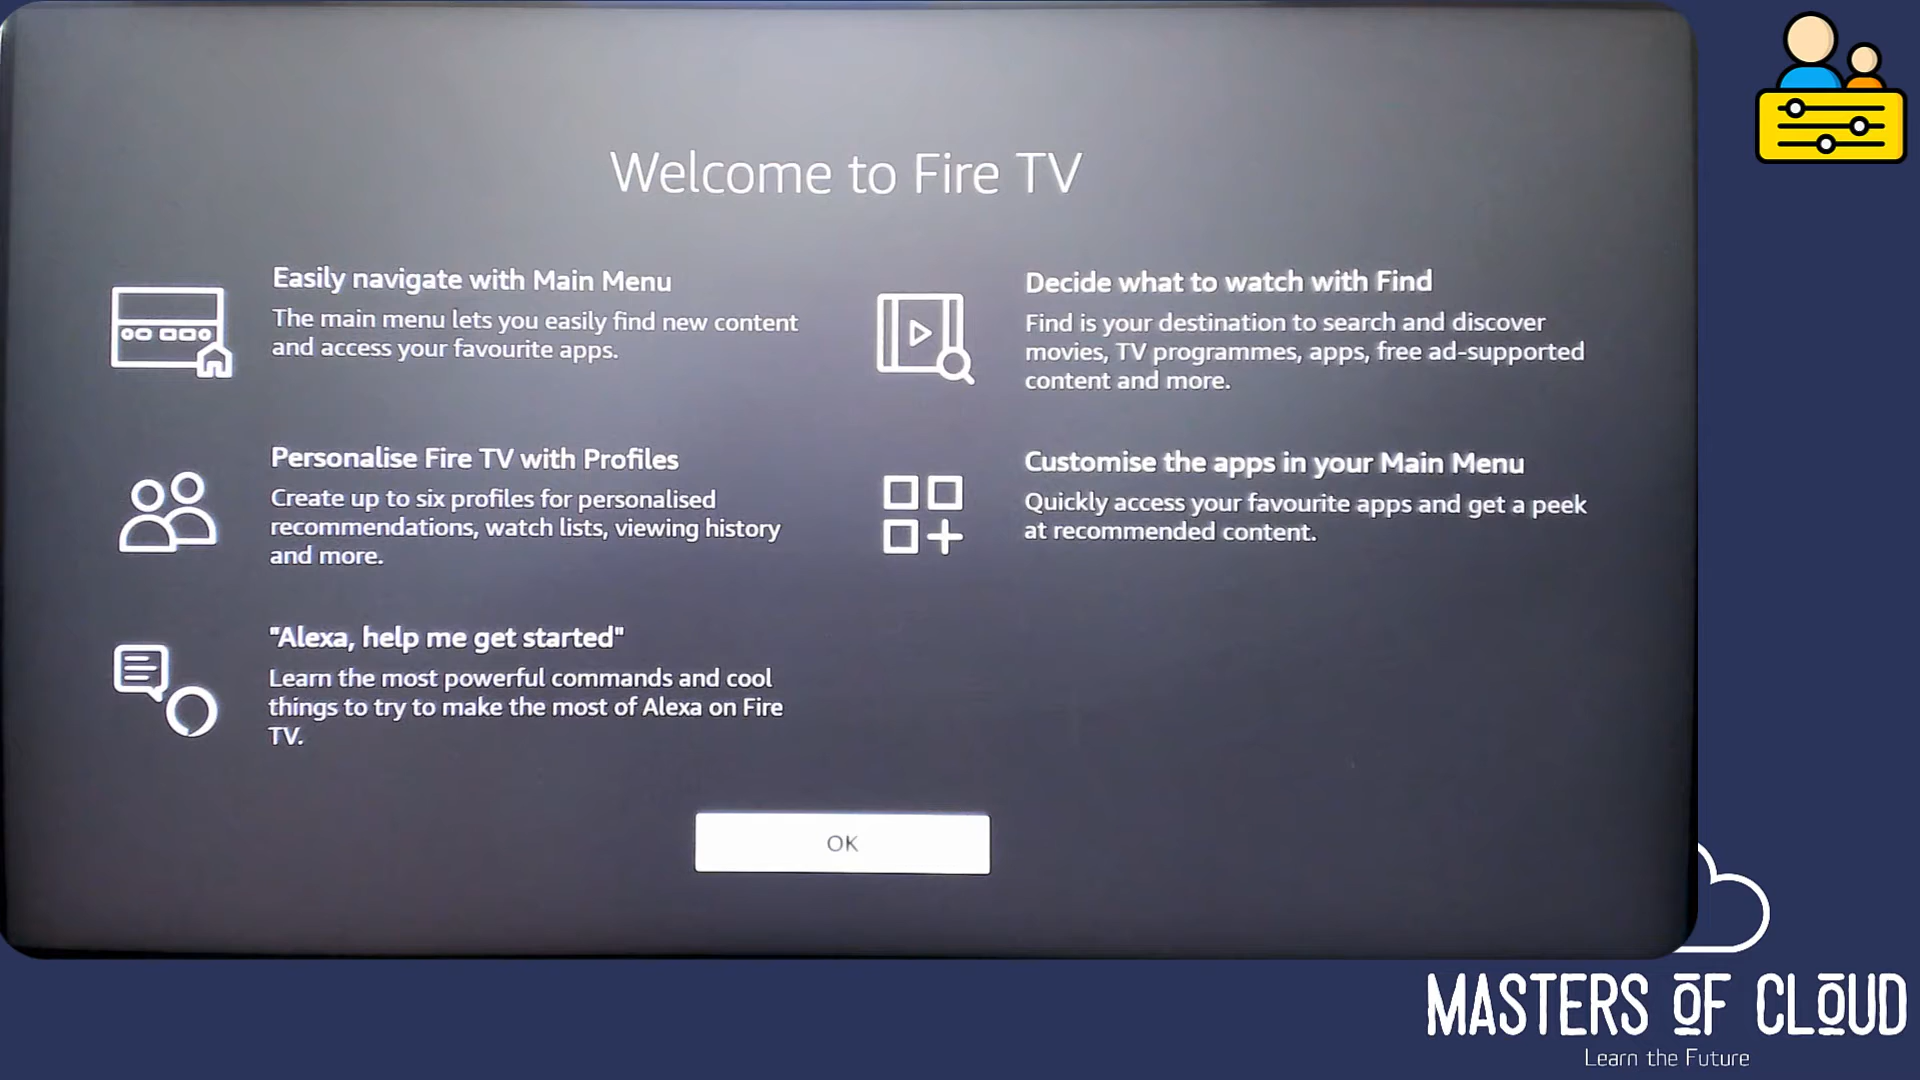 Welcome to Fire TV
Easily navigate with Main Menu
The main menu lets you easily find new content
and access your favourite apps.
Decide what to watch with Find
Find is your destination to search and discover
movies, TV programmes, apps, free ad-supported
content and more.
Personalise Fire TV with Profiles
Create up to six profiles for personalised
recommendations, watch lists, viewing history
and more.
Customise the apps in your Main Menu
Quickly access your favourite apps and get a peek
at recommended content.
"Alexa, help me get started"
Learn the most powerful commands and cool
things to try to make the most of Alexa on Fire
TV.
OK
MASTERS OF CLOUD
Learn the Future